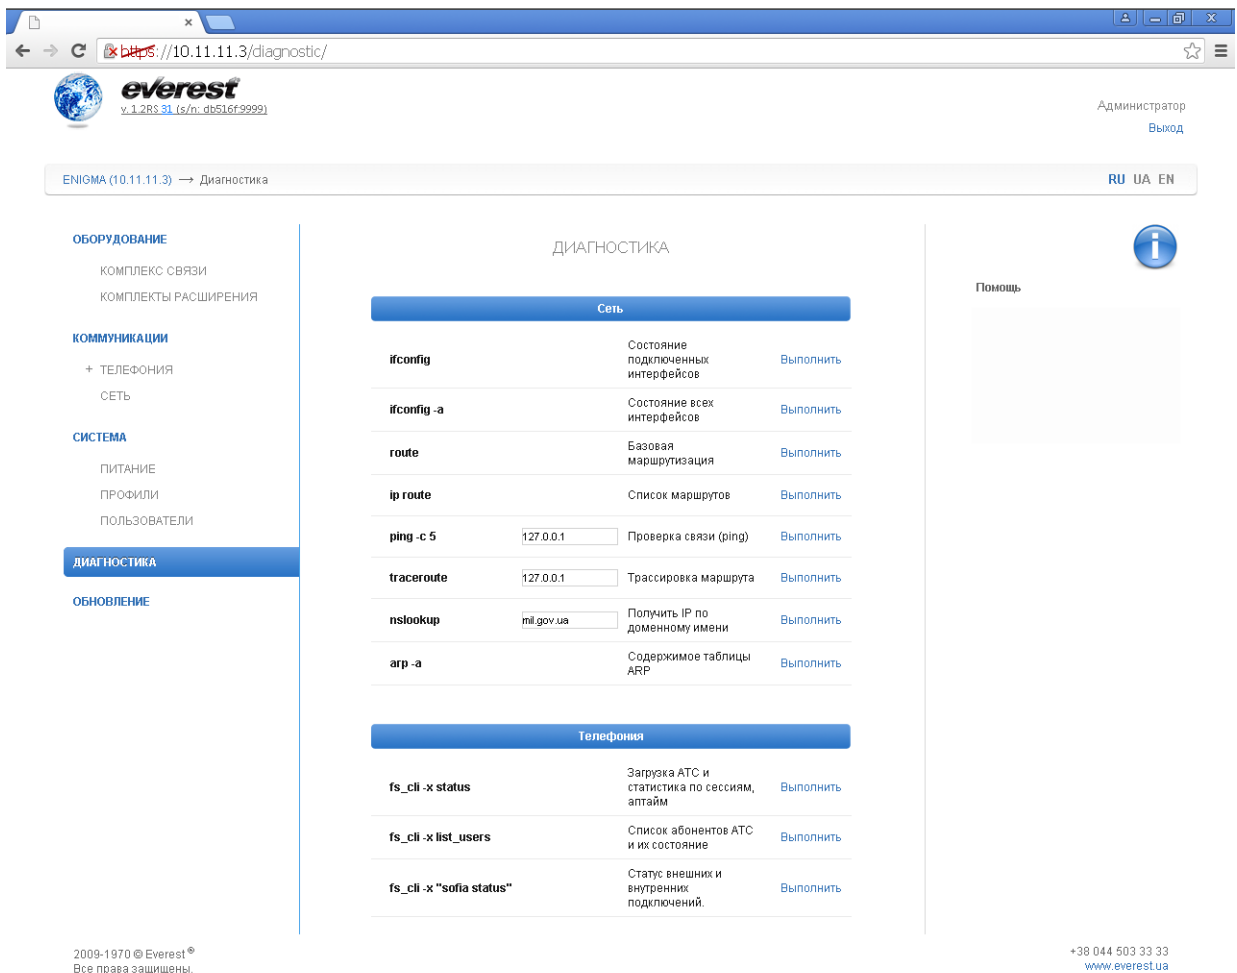 https://10.11.11.3/diagnostic/
everest
v. 1.2RS 31 (s/n: db516f:9999)
Администратор
Выход
ENIGMA (10.11.11.3) → Диагностика
RU UA EN
ОБОРУДОВАНИЕ
КОМПЛЕКС СВЯЗИ
КОМПЛЕКТЫ РАСШИРЕНИЯ
КОММУНИКАЦИИ
+ ТЕЛЕФОНИЯ
СЕТЬ
СИСТЕМА
ПИТАНИЕ
ПРОФИЛИ
ПОЛЬЗОВАТЕЛИ
ДИАГНОСТИКА
ОБНОВЛЕНИЕ
ДИАГНОСТИКА
Сеть
ifconfig
Состояние
подключенных
интерфейсов
Выполнить
ifconfig -a
Состояние всех
интерфейсов
Выполнить
route
Базовая
маршрутизация
Выполнить
ip route
Список маршрутов
Выполнить
ping -c 5
127.0.0.1
Проверка связи (ping)
Выполнить
traceroute
127.0.0.1
Трассировка маршрута
Выполнить
nslookup
mil.gov.ua
Получить IP по
доменному имени
Выполнить
arp -a
Содержимое таблицы
ARP
Выполнить
Телефония
fs_cli -x status
Загрузка АТС и
статистика по сессиям,
аптайм
Выполнить
fs_cli -x list_users
Список абонентов АТС
и их состояние
Выполнить
fs_cli -x "sofia status"
Статус внешних и
внутренних
подключений.
Выполнить
Помощь
2009-1970 © Everest ®
Все права защищены.
+38 044 503 33 33
www.everest.ua